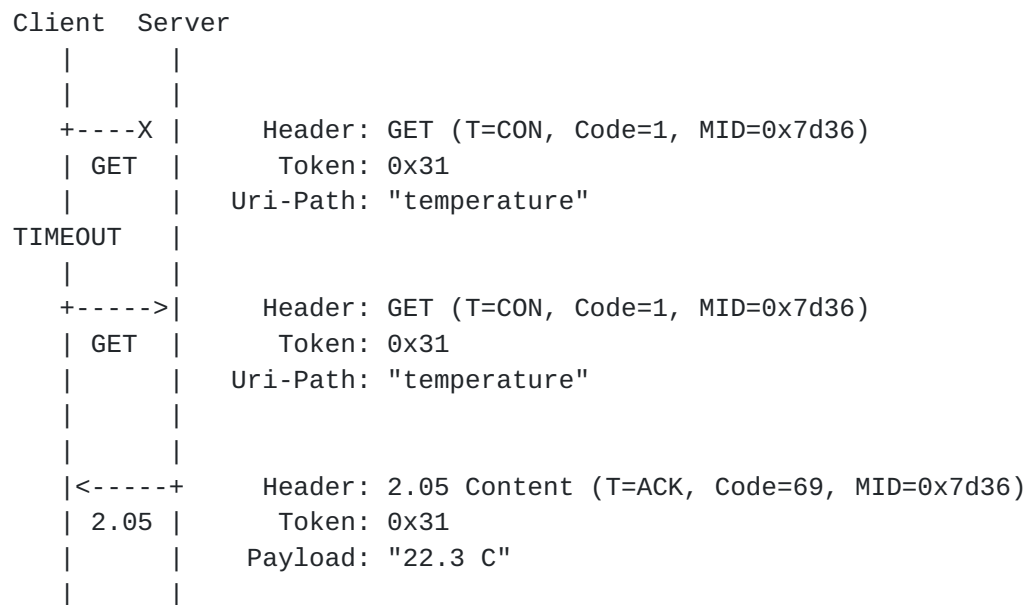 Client  Server
   |      |
   |      |
   +----X |     Header: GET (T=CON, Code=1, MID=0x7d36)
   | GET  |      Token: 0x31
   |      |   Uri-Path: "temperature"
TIMEOUT   |
   |      |
   +----->|     Header: GET (T=CON, Code=1, MID=0x7d36)
   | GET  |      Token: 0x31
   |      |   Uri-Path: "temperature"
   |      |
   |      |
   |<-----+     Header: 2.05 Content (T=ACK, Code=69, MID=0x7d36)
   | 2.05 |      Token: 0x31
   |      |    Payload: "22.3 C"
   |      |